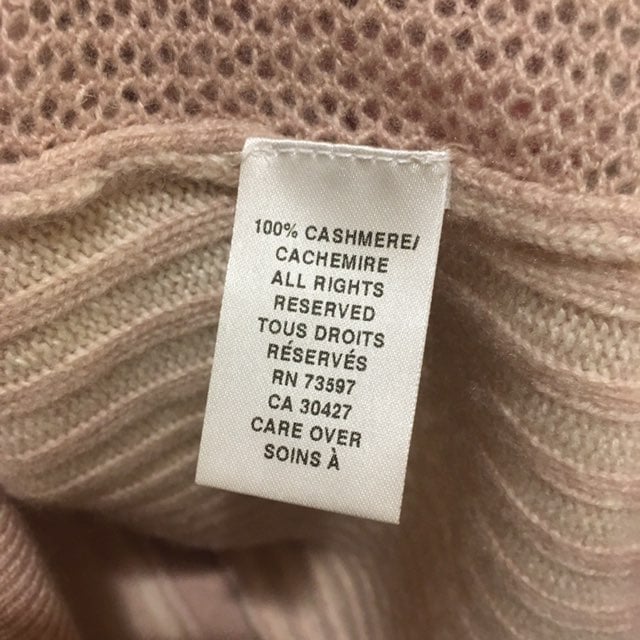 100% CASHMERE/
CACHEMIRE
ALL RIGHTS
RESERVED
TOUS DROITS
RÉSERVÉS
RN 73597
CA 30427
CARE OVER
SOINS À